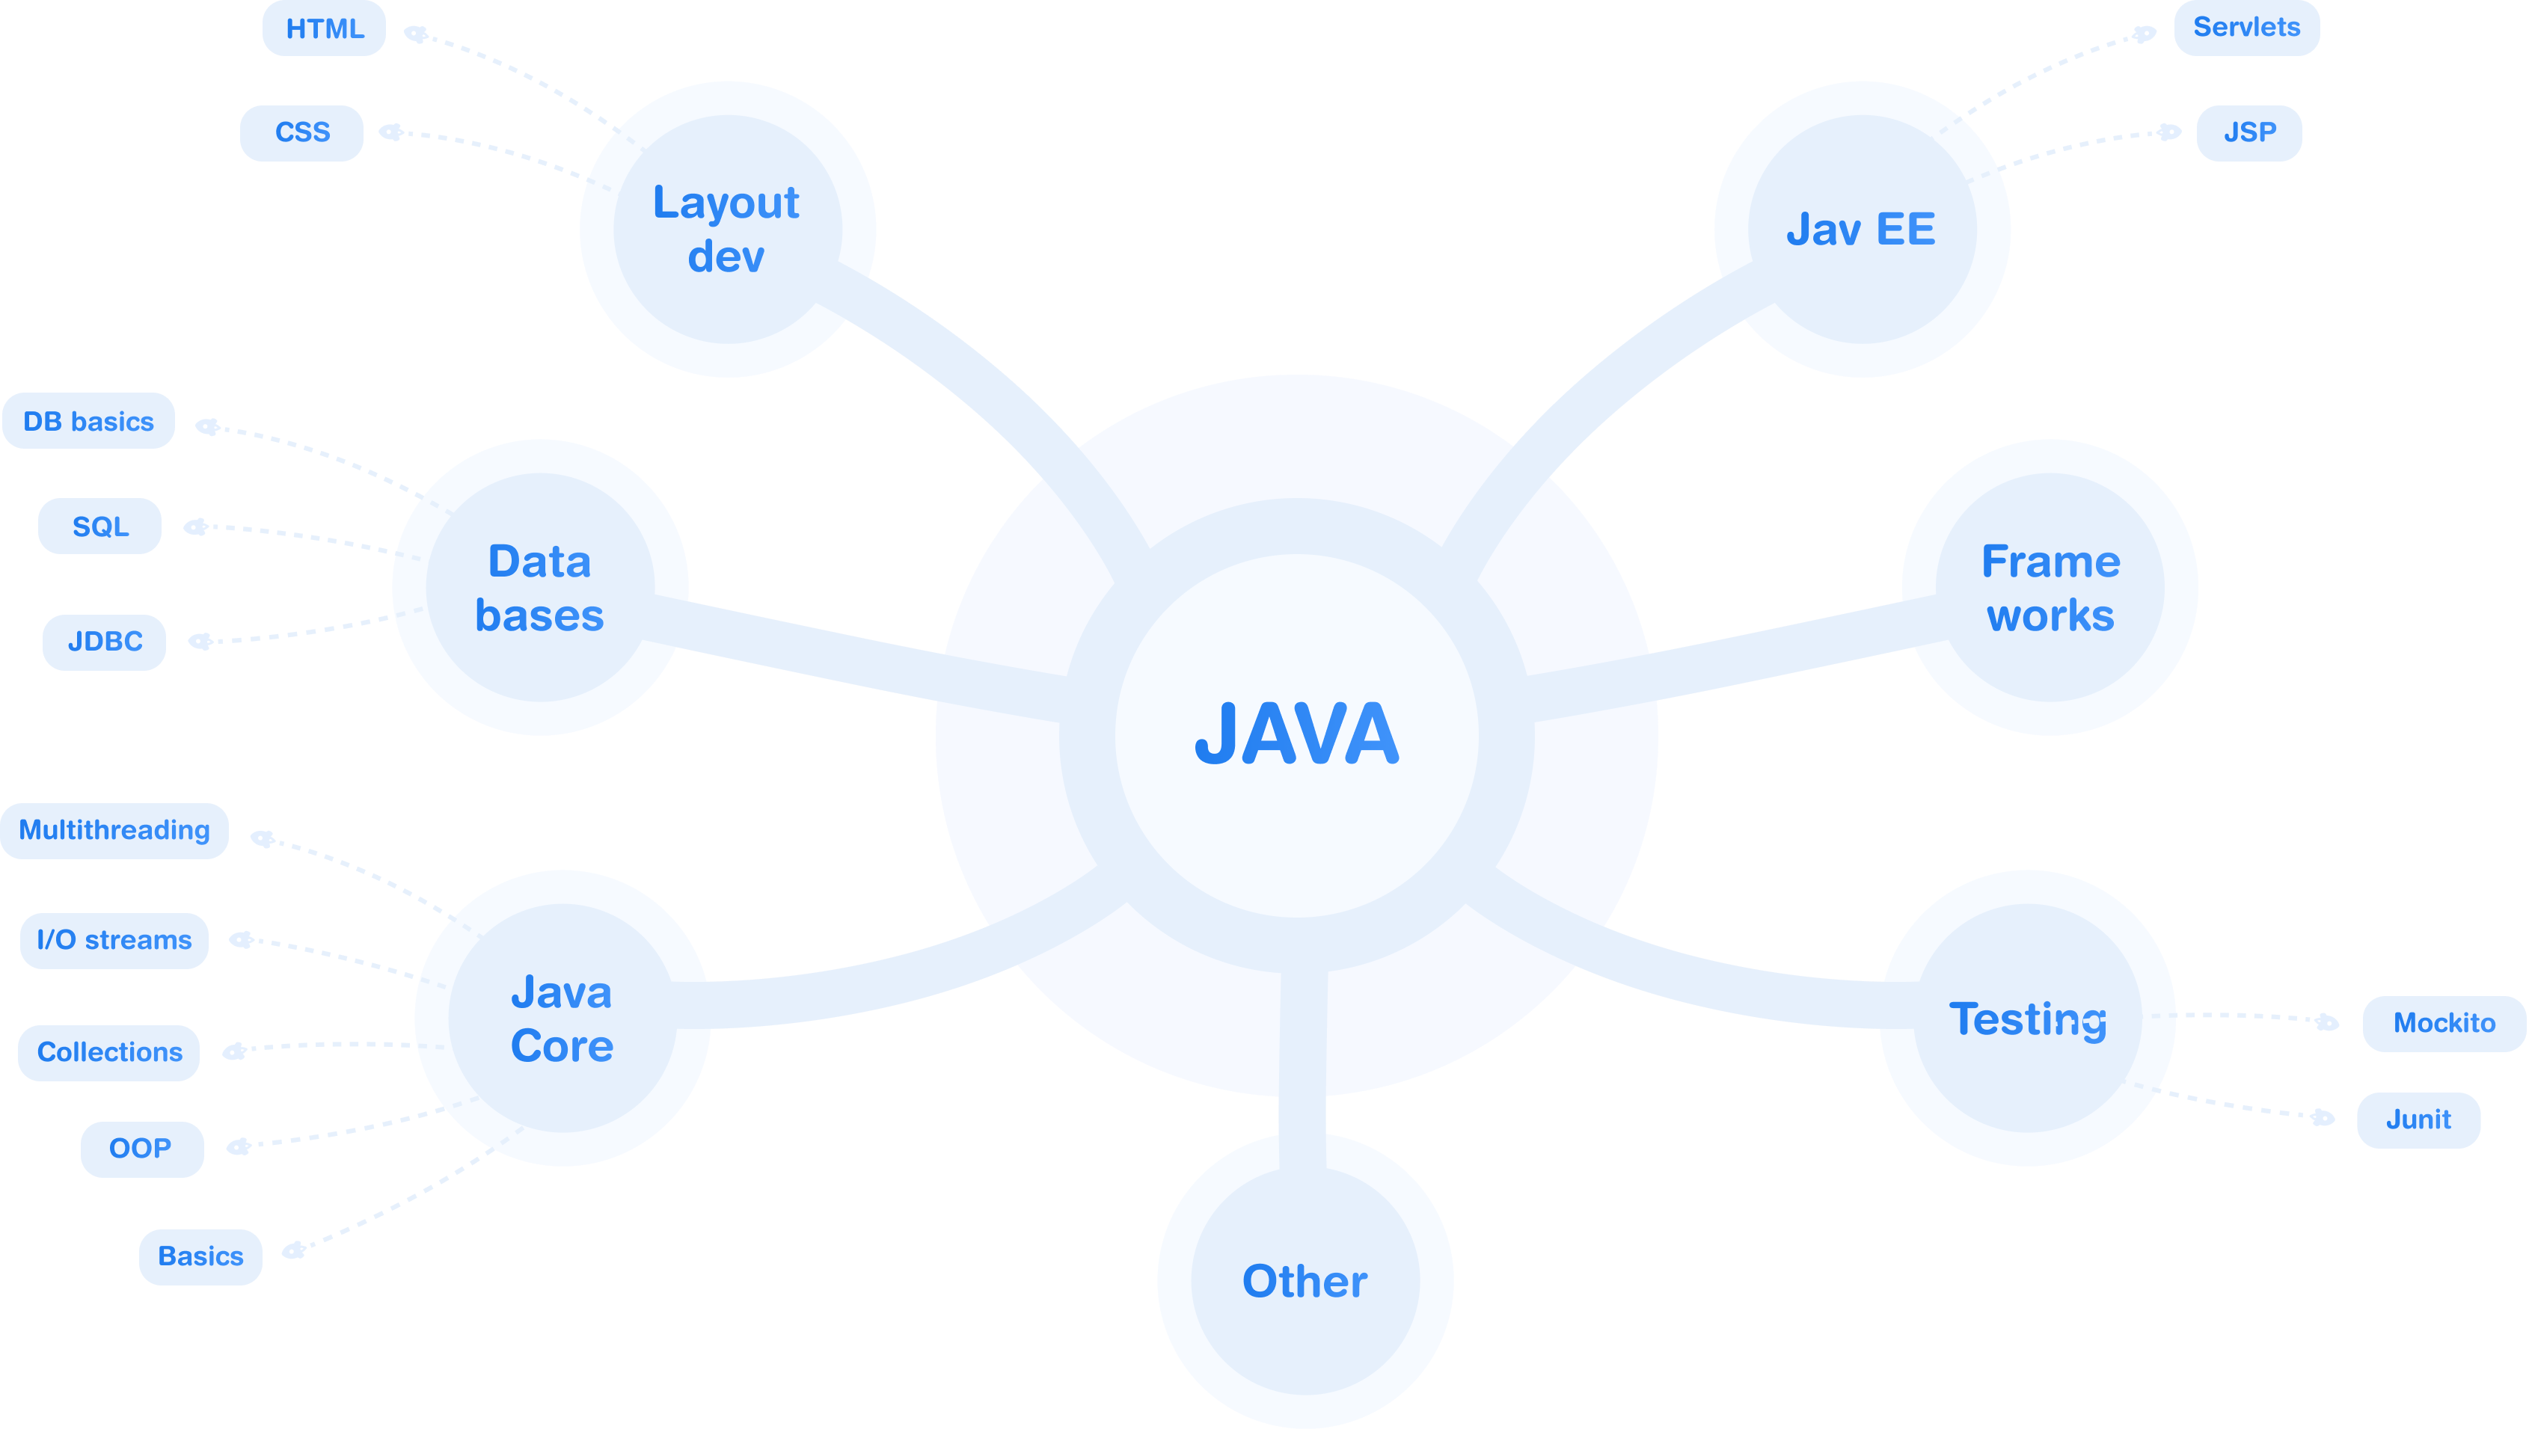 HTML
Servlets
CSS
JSP
Layout
dev
Jav EE
DB basics
SQL
JDBC
Data
bases
Frame
works
JAVA
Multithreading
I/O streams
Collections
OOP
Basics
Java
Core
Testing
Mockito
Junit
Other